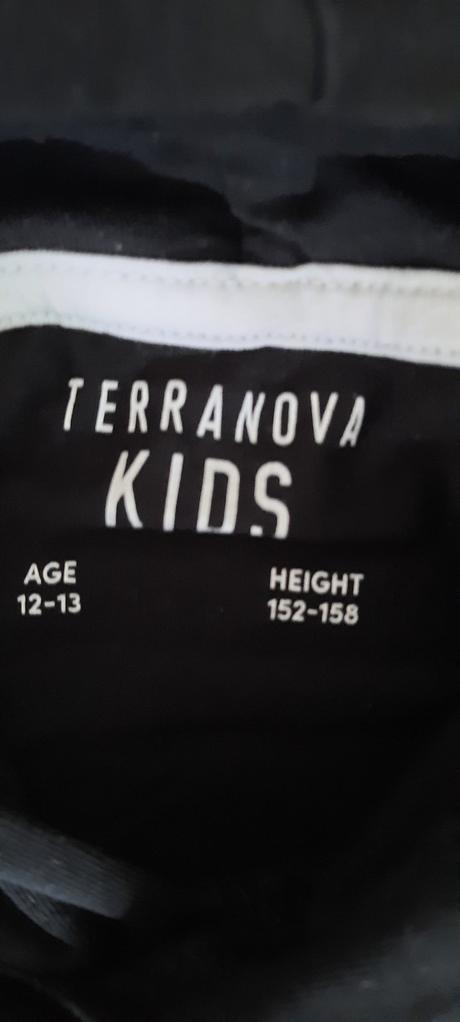 TERRANOVA
KIDS
AGE
12-13
HEIGHT
152-158